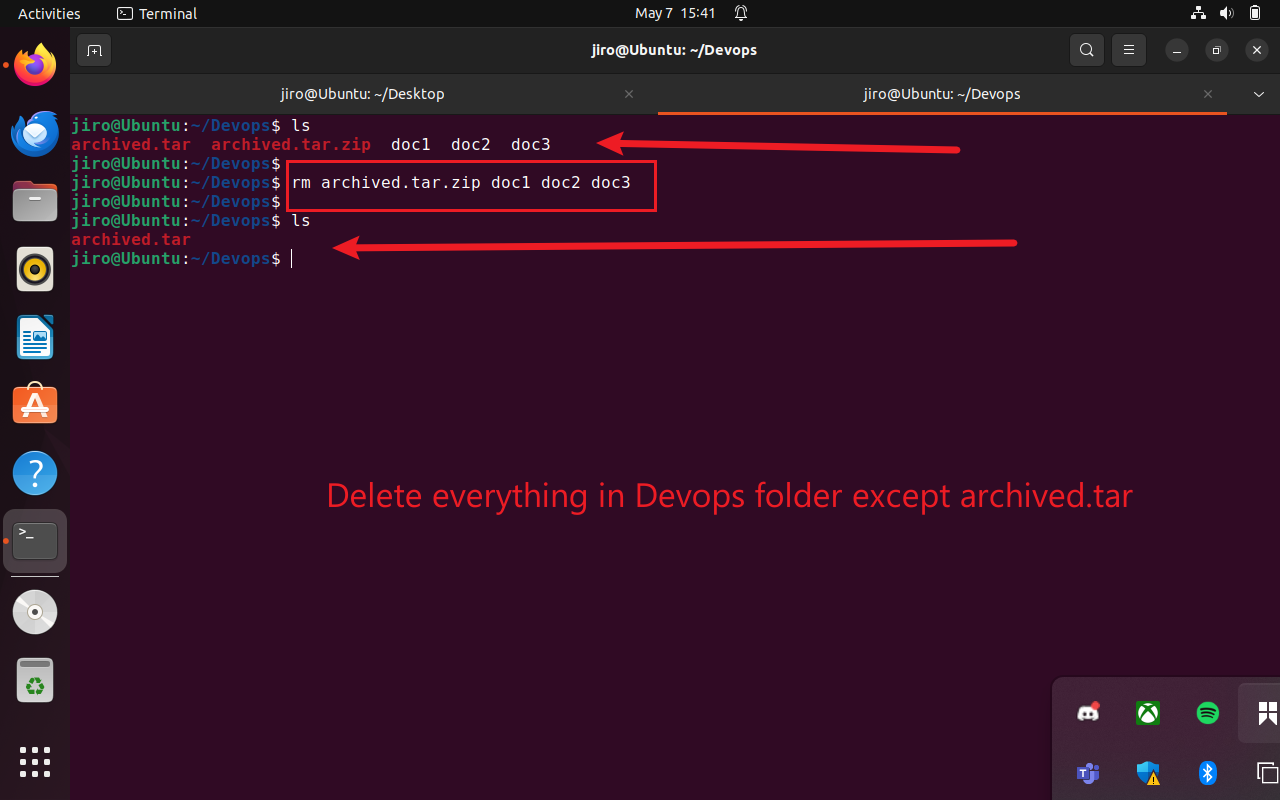 Activities Terminal May 7 15:41
jiro@Ubuntu: ~/Devops
jiro@Ubuntu: ~/Desktop jiro@Ubuntu: ~/Devops
jiro@Ubuntu:~/Devops$ ls
archived.tar archived.tar.zip doc1 doc2 doc3
jiro@Ubuntu:~/Devops$
jiro@Ubuntu:~/Devops$ rm archived.tar.zip doc1 doc2 doc3
jiro@Ubuntu:~/Devops$
jiro@Ubuntu:~/Devops$ ls
archived.tar
jiro@Ubuntu:~/Devops$
Delete everything in Devops folder except archived.tar